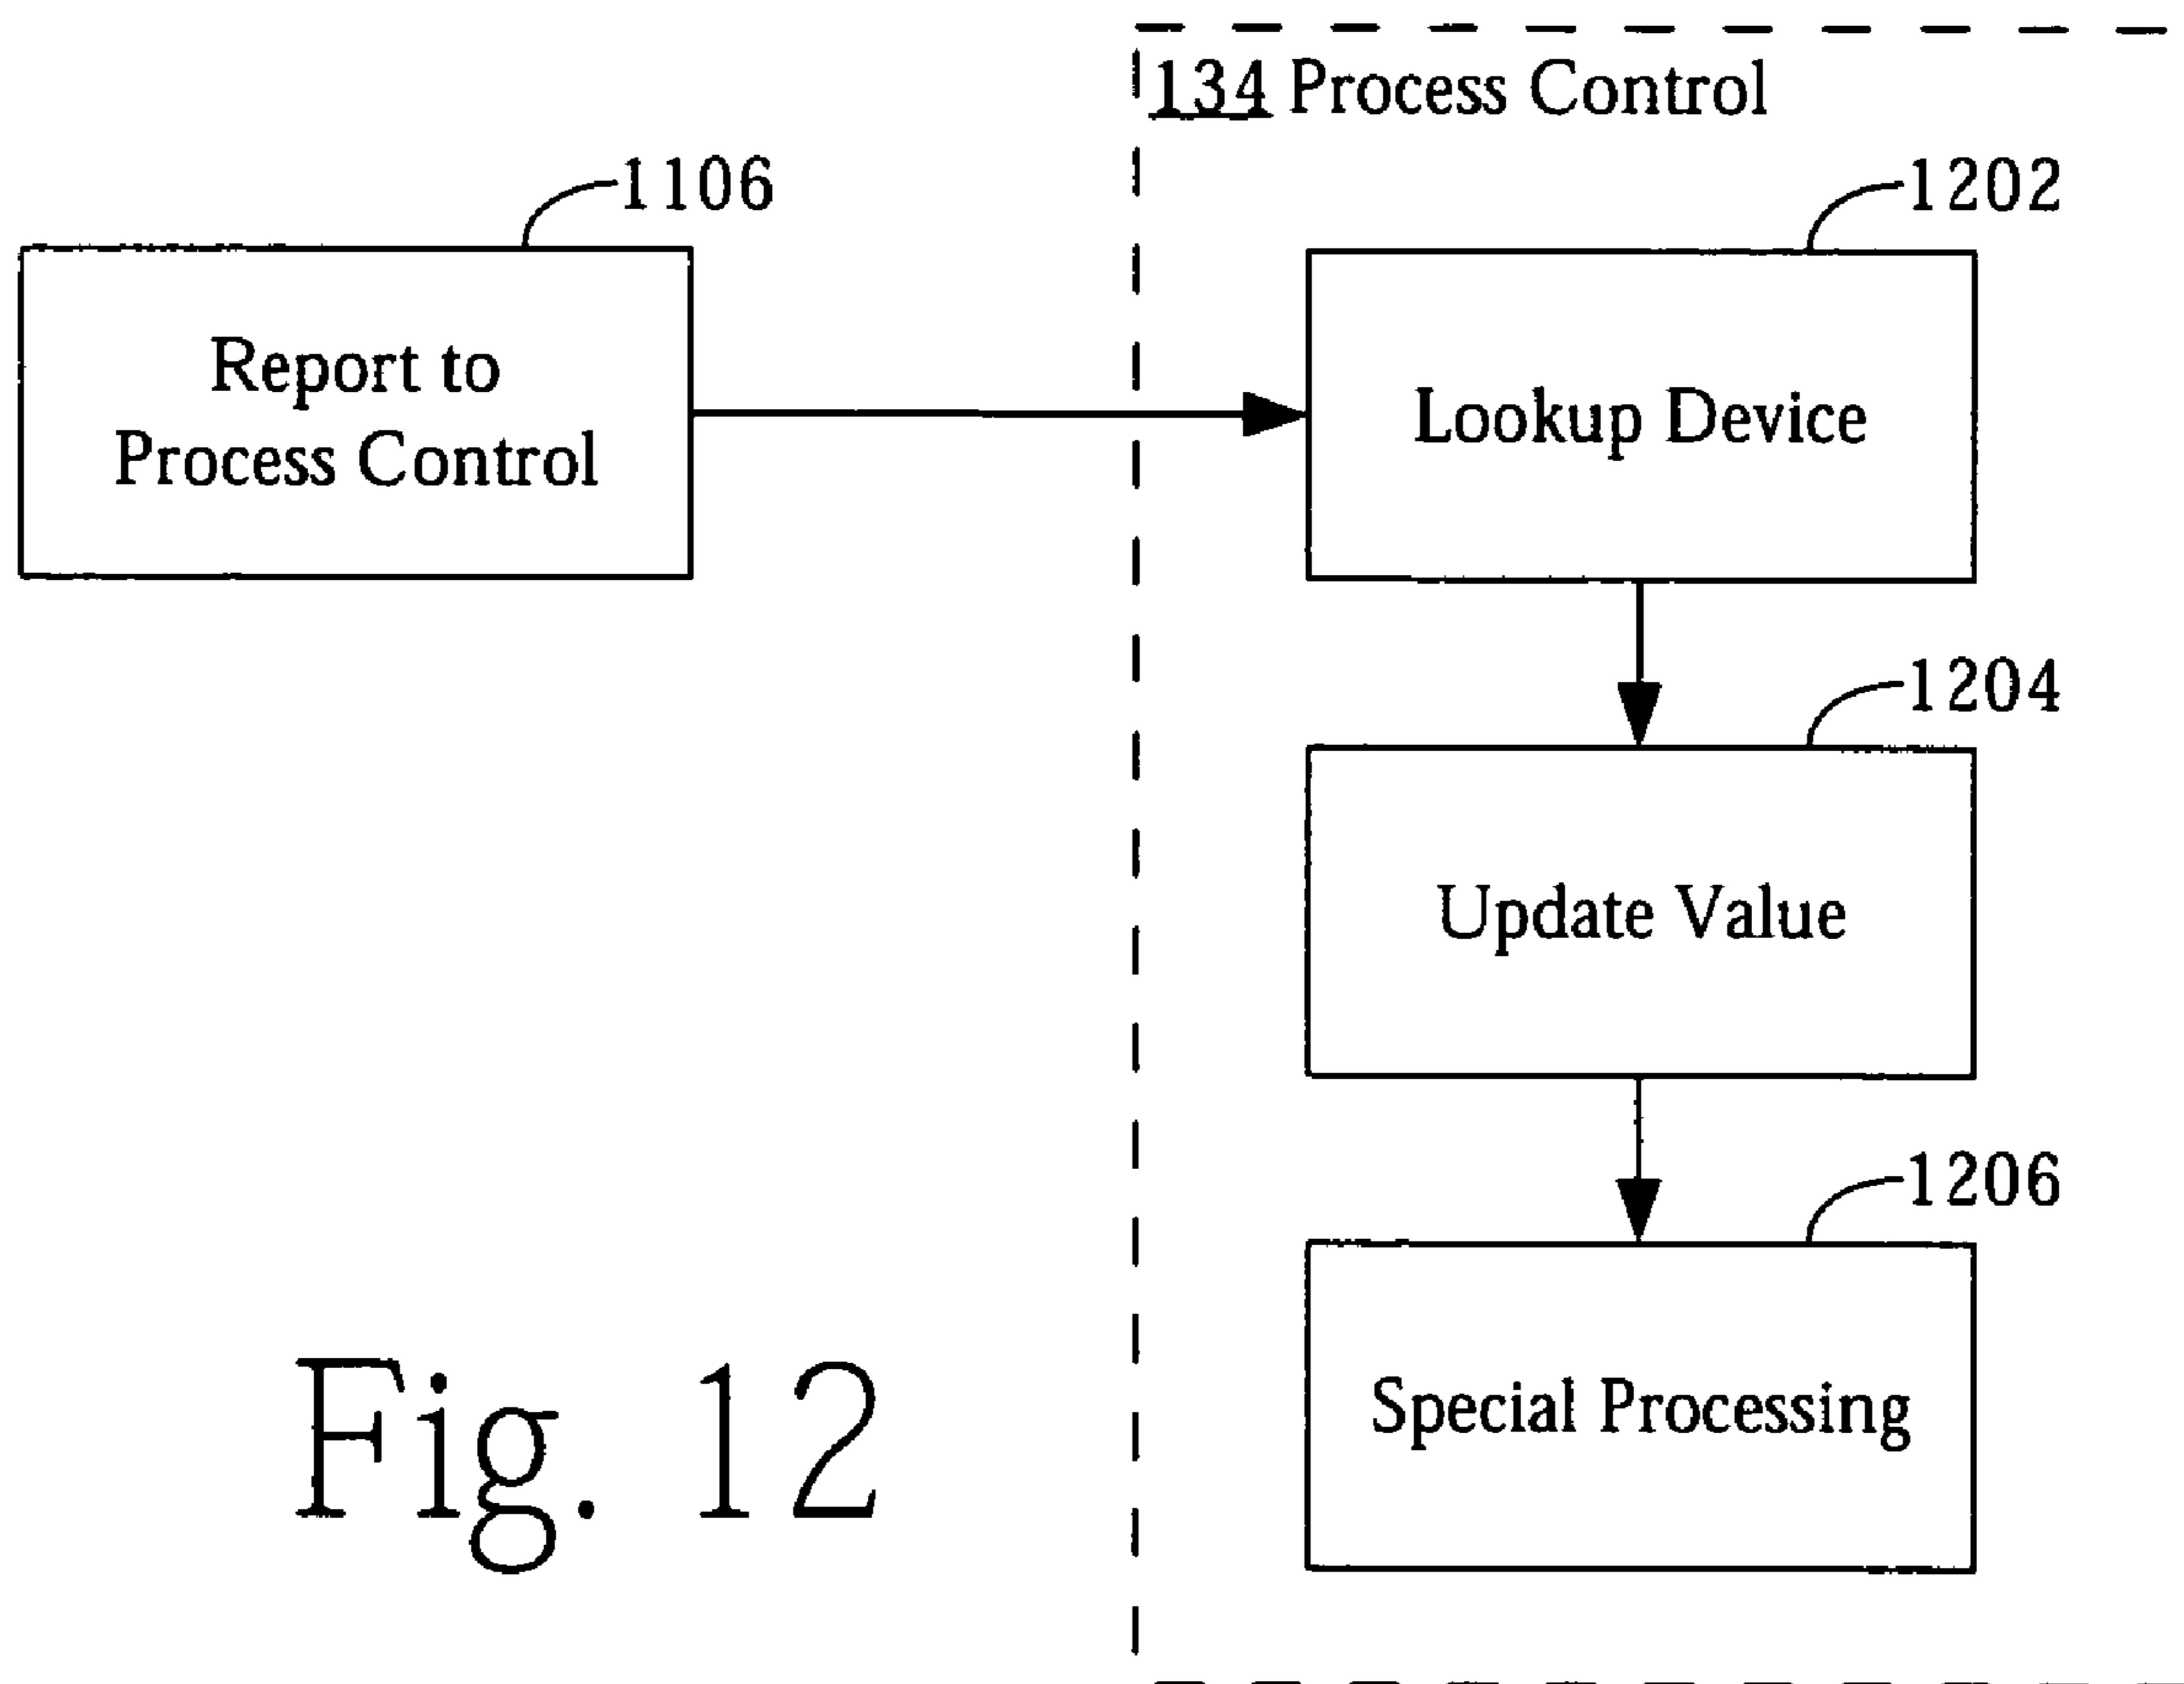 134 Process Control
1106
1202
Report to
Process Control
Lookup Device
1204
Update Value
1206
Special Processing
Fig. 12